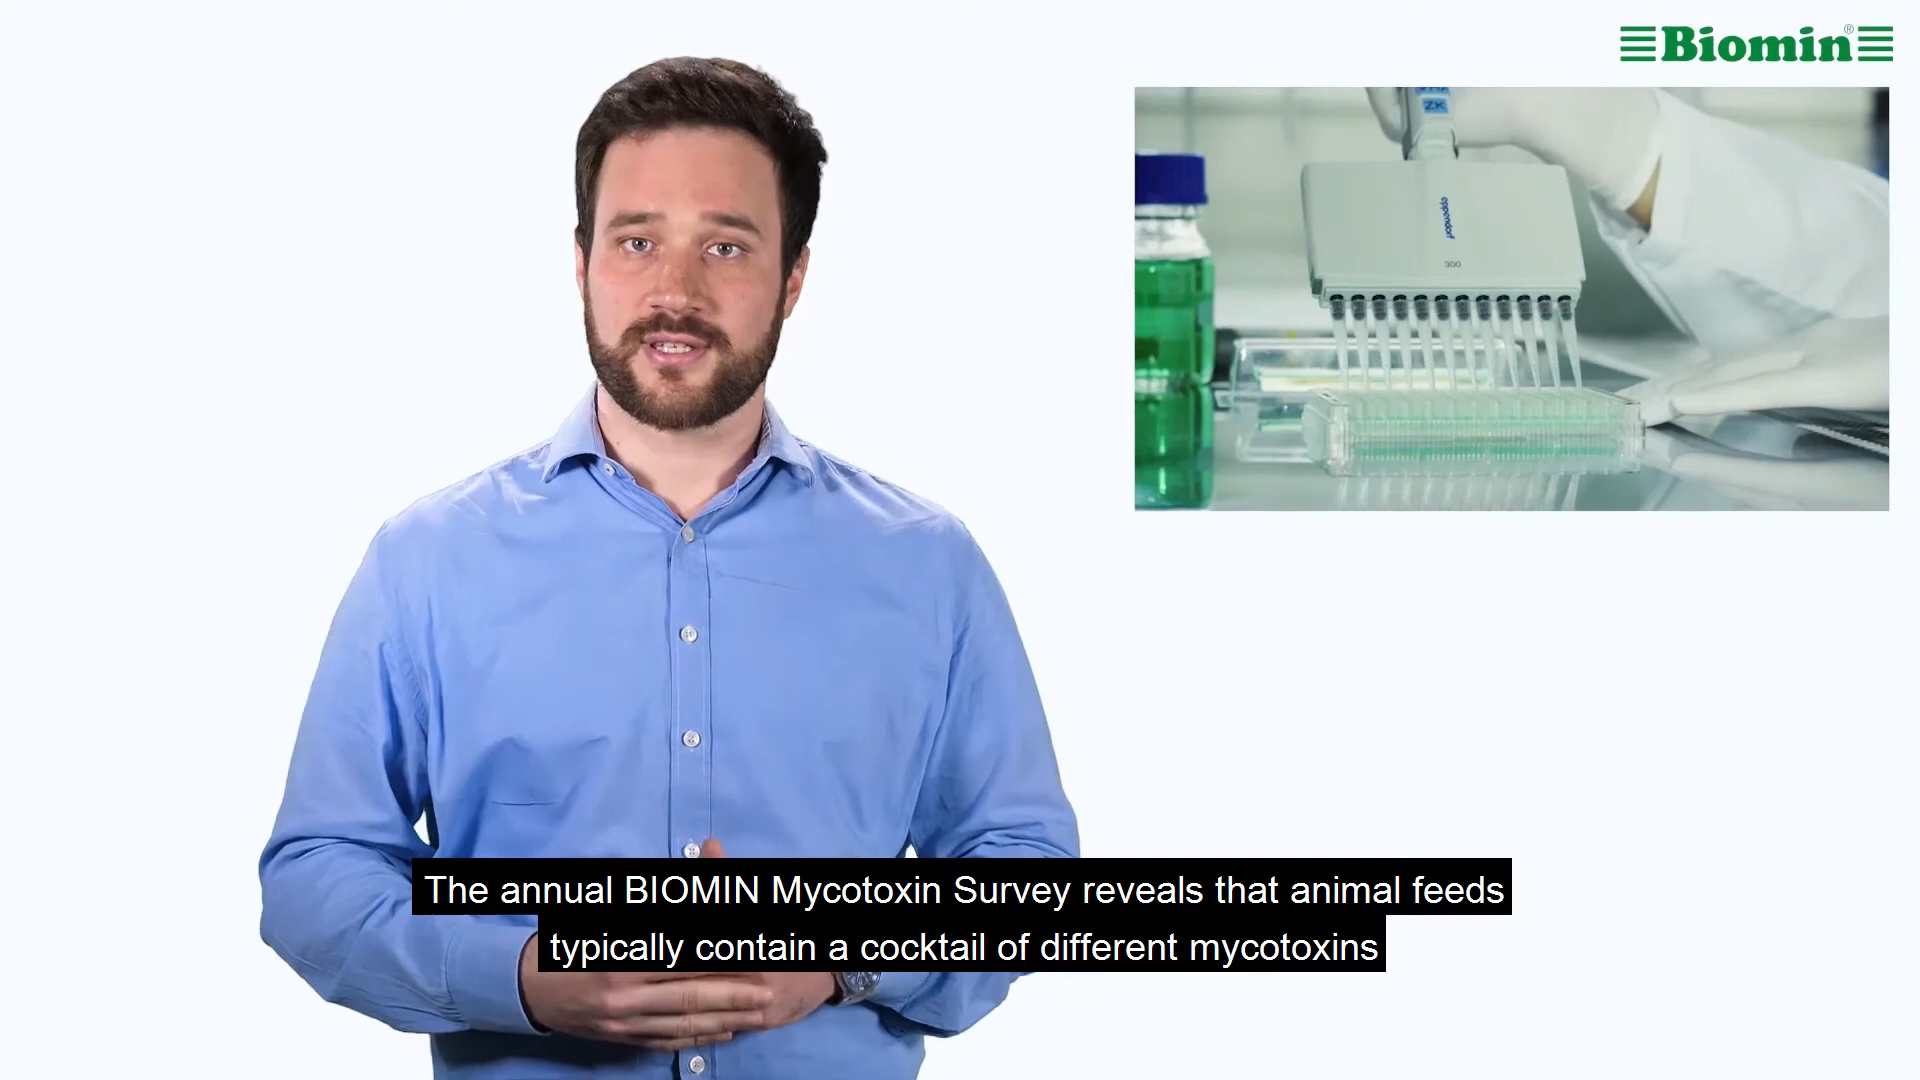 Biomin®
ZK
eppendorf
300
The annual BIOMIN Mycotoxin Survey reveals that animal feeds
typically contain a cocktail of different mycotoxins